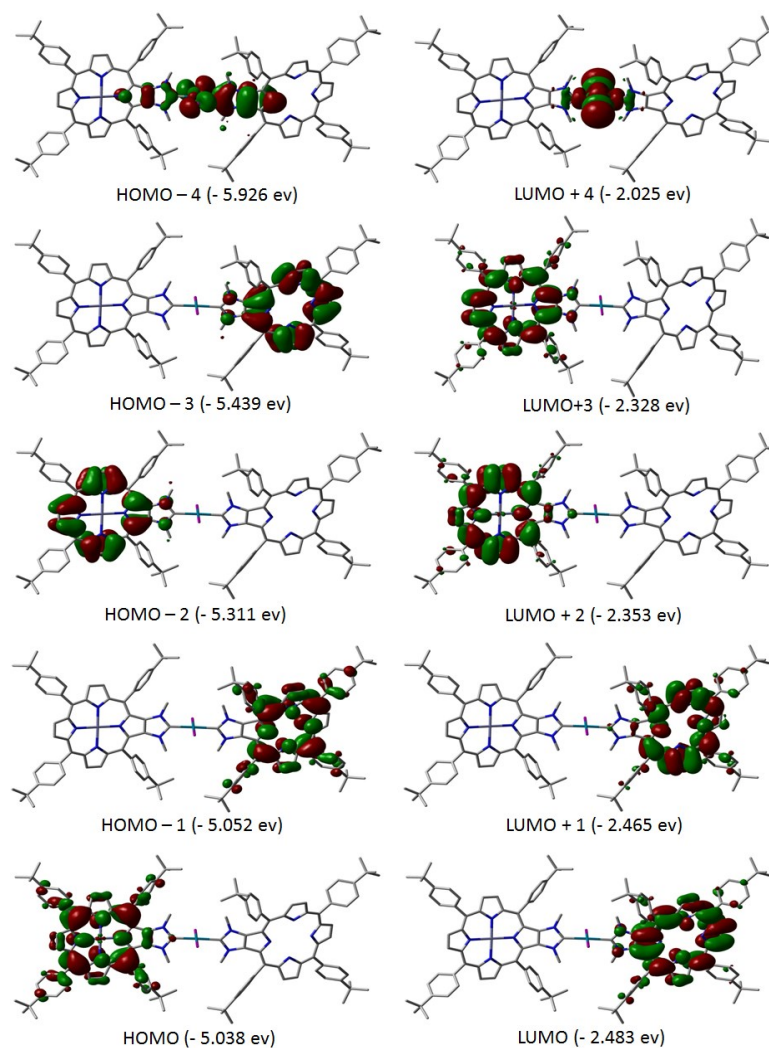 HOMO – 4 (- 5.926 ev)
LUMO + 4 (- 2.025 ev)
HOMO – 3 (- 5.439 ev)
LUMO+3 (- 2.328 ev)
HOMO – 2 (- 5.311 ev)
LUMO + 2 (- 2.353 ev)
HOMO – 1 (- 5.052 ev)
LUMO + 1 (- 2.465 ev)
HOMO (- 5.038 ev)
LUMO (- 2.483 ev)